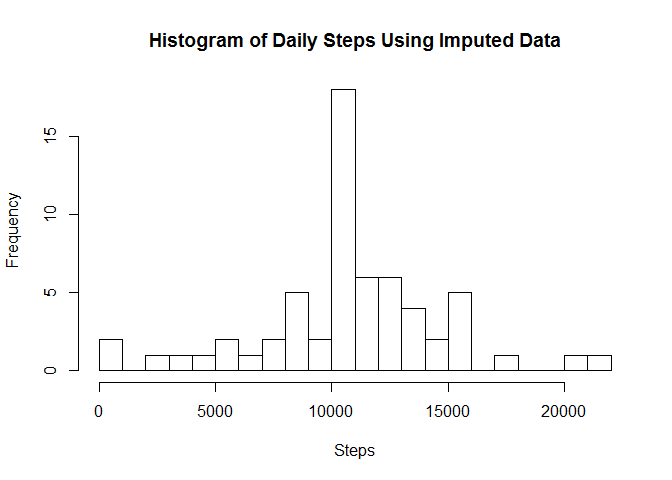 Histogram of Daily Steps Using Imputed Data
Frequency
15
10
5
0
0 5000 10000 15000 20000
Steps